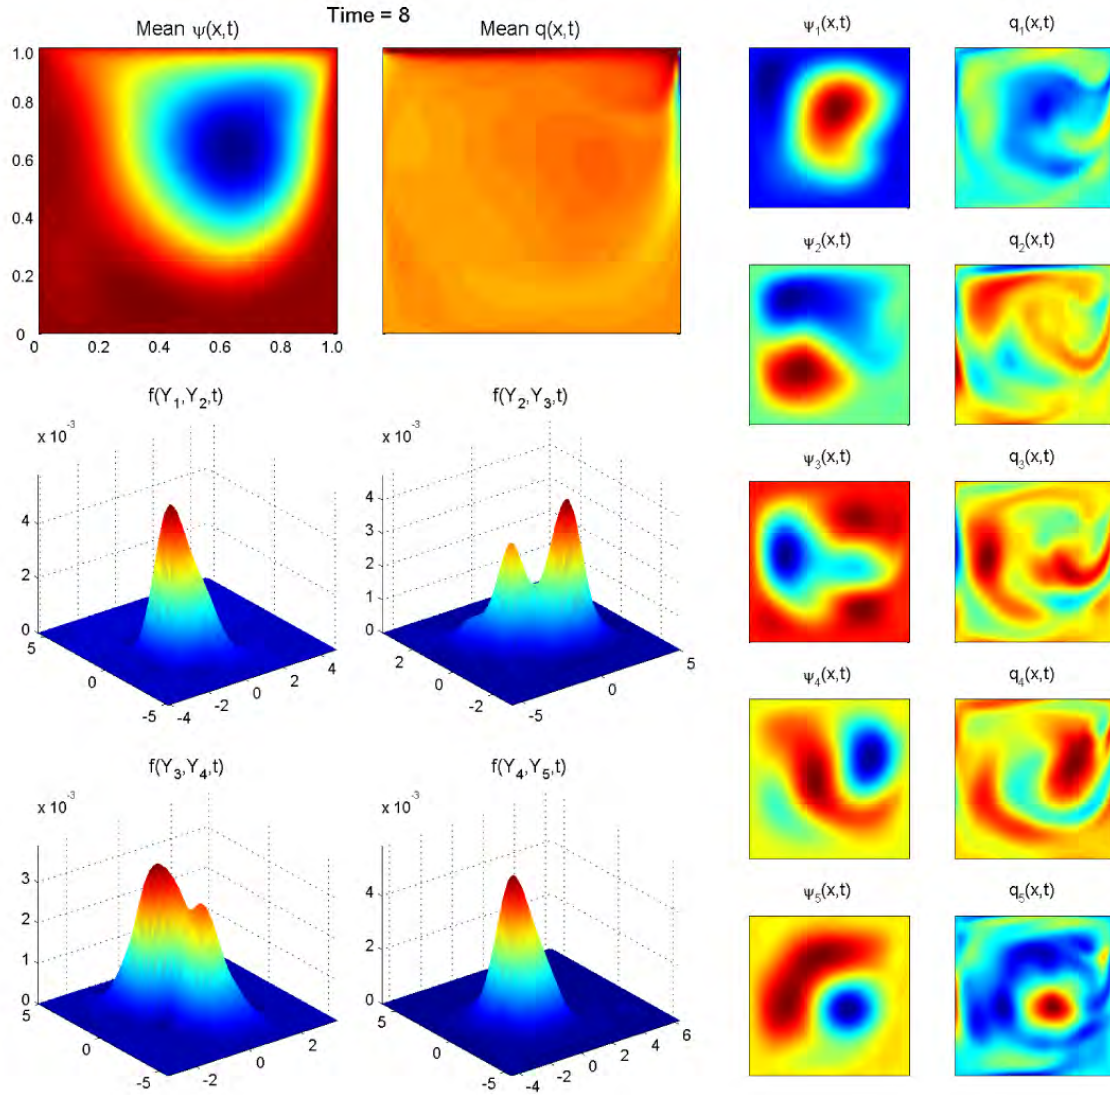 Time = 8
Mean ψ(x,t)
Mean q(x,t)
1.0
0.8
0.6
0.4
0.2
0
0 0.2 0.4 0.6 0.8 1.0
f(Y₁,Y₂,t)
x 10⁻³
4
2
0
5
0
-5
-4 -2 0 2 4
f(Y₂,Y₃,t)
x 10⁻³
4
3
2
1
0
2
0
-2
-5 0 5
f(Y₃,Y₄,t)
x 10⁻³
3
2
1
0
5
0
-5
-2 0 2
f(Y₄,Y₅,t)
x 10⁻³
4
2
0
5
0
-5
-4 -2 0 2 4 6
ψ₁(x,t)
q₁(x,t)
ψ₂(x,t)
q₂(x,t)
ψ₃(x,t)
q₃(x,t)
ψ₄(x,t)
q₄(x,t)
ψ₅(x,t)
q₅(x,t)